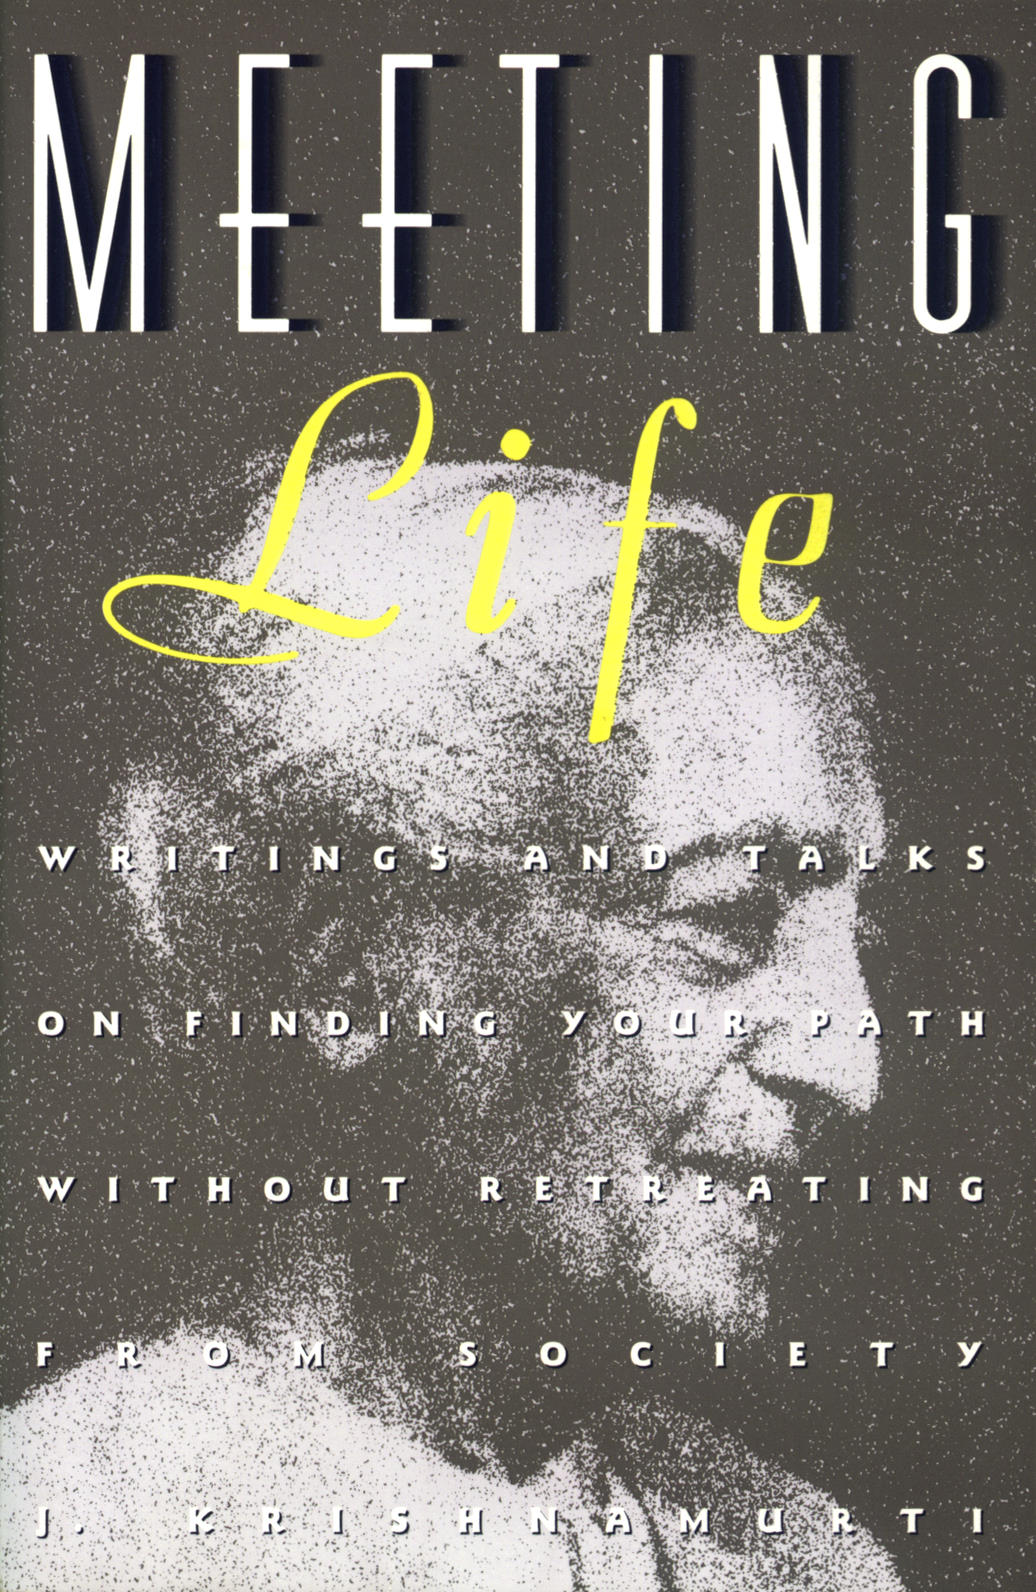 MEETING
Life
WRITINGS AND TALKS
ON FINDING YOUR PATH
WITHOUT RETREATING
FROM SOCIETY
J. KRISHNAMURTI